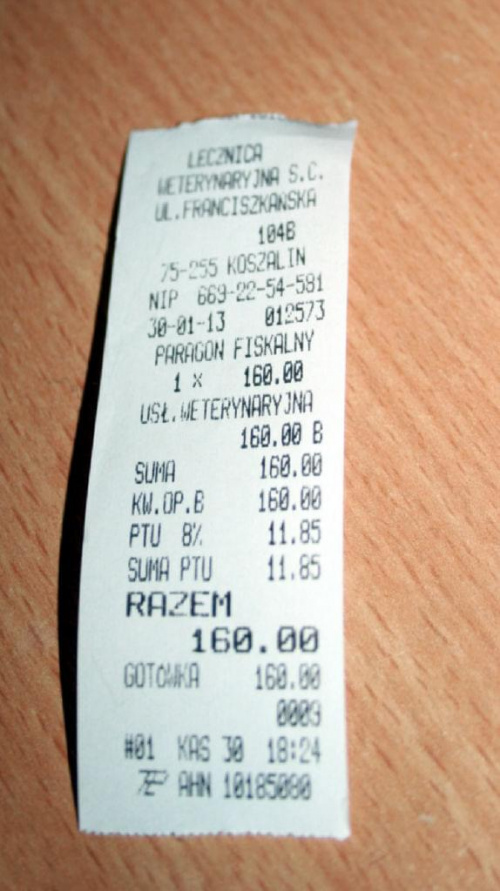 LECZNICA
WETERYNARYJNA S.C.
UL.FRANCISZKAŃSKA
104B
75-255 KOSZALIN
NIP 669-22-54-591
30-01-13 012573
PARAGON FISKALNY
1 x 160.00
USŁ.WETERYNARYJNA
160.00 B
SUMA 160.00
KW.OP.B 160.00
PTU 8% 11.85
SUMA PTU 11.85
RAZEM
160.00
GOTÓWKA 160.00
0009
#01 KAS 30 18:24
AHN 10185080